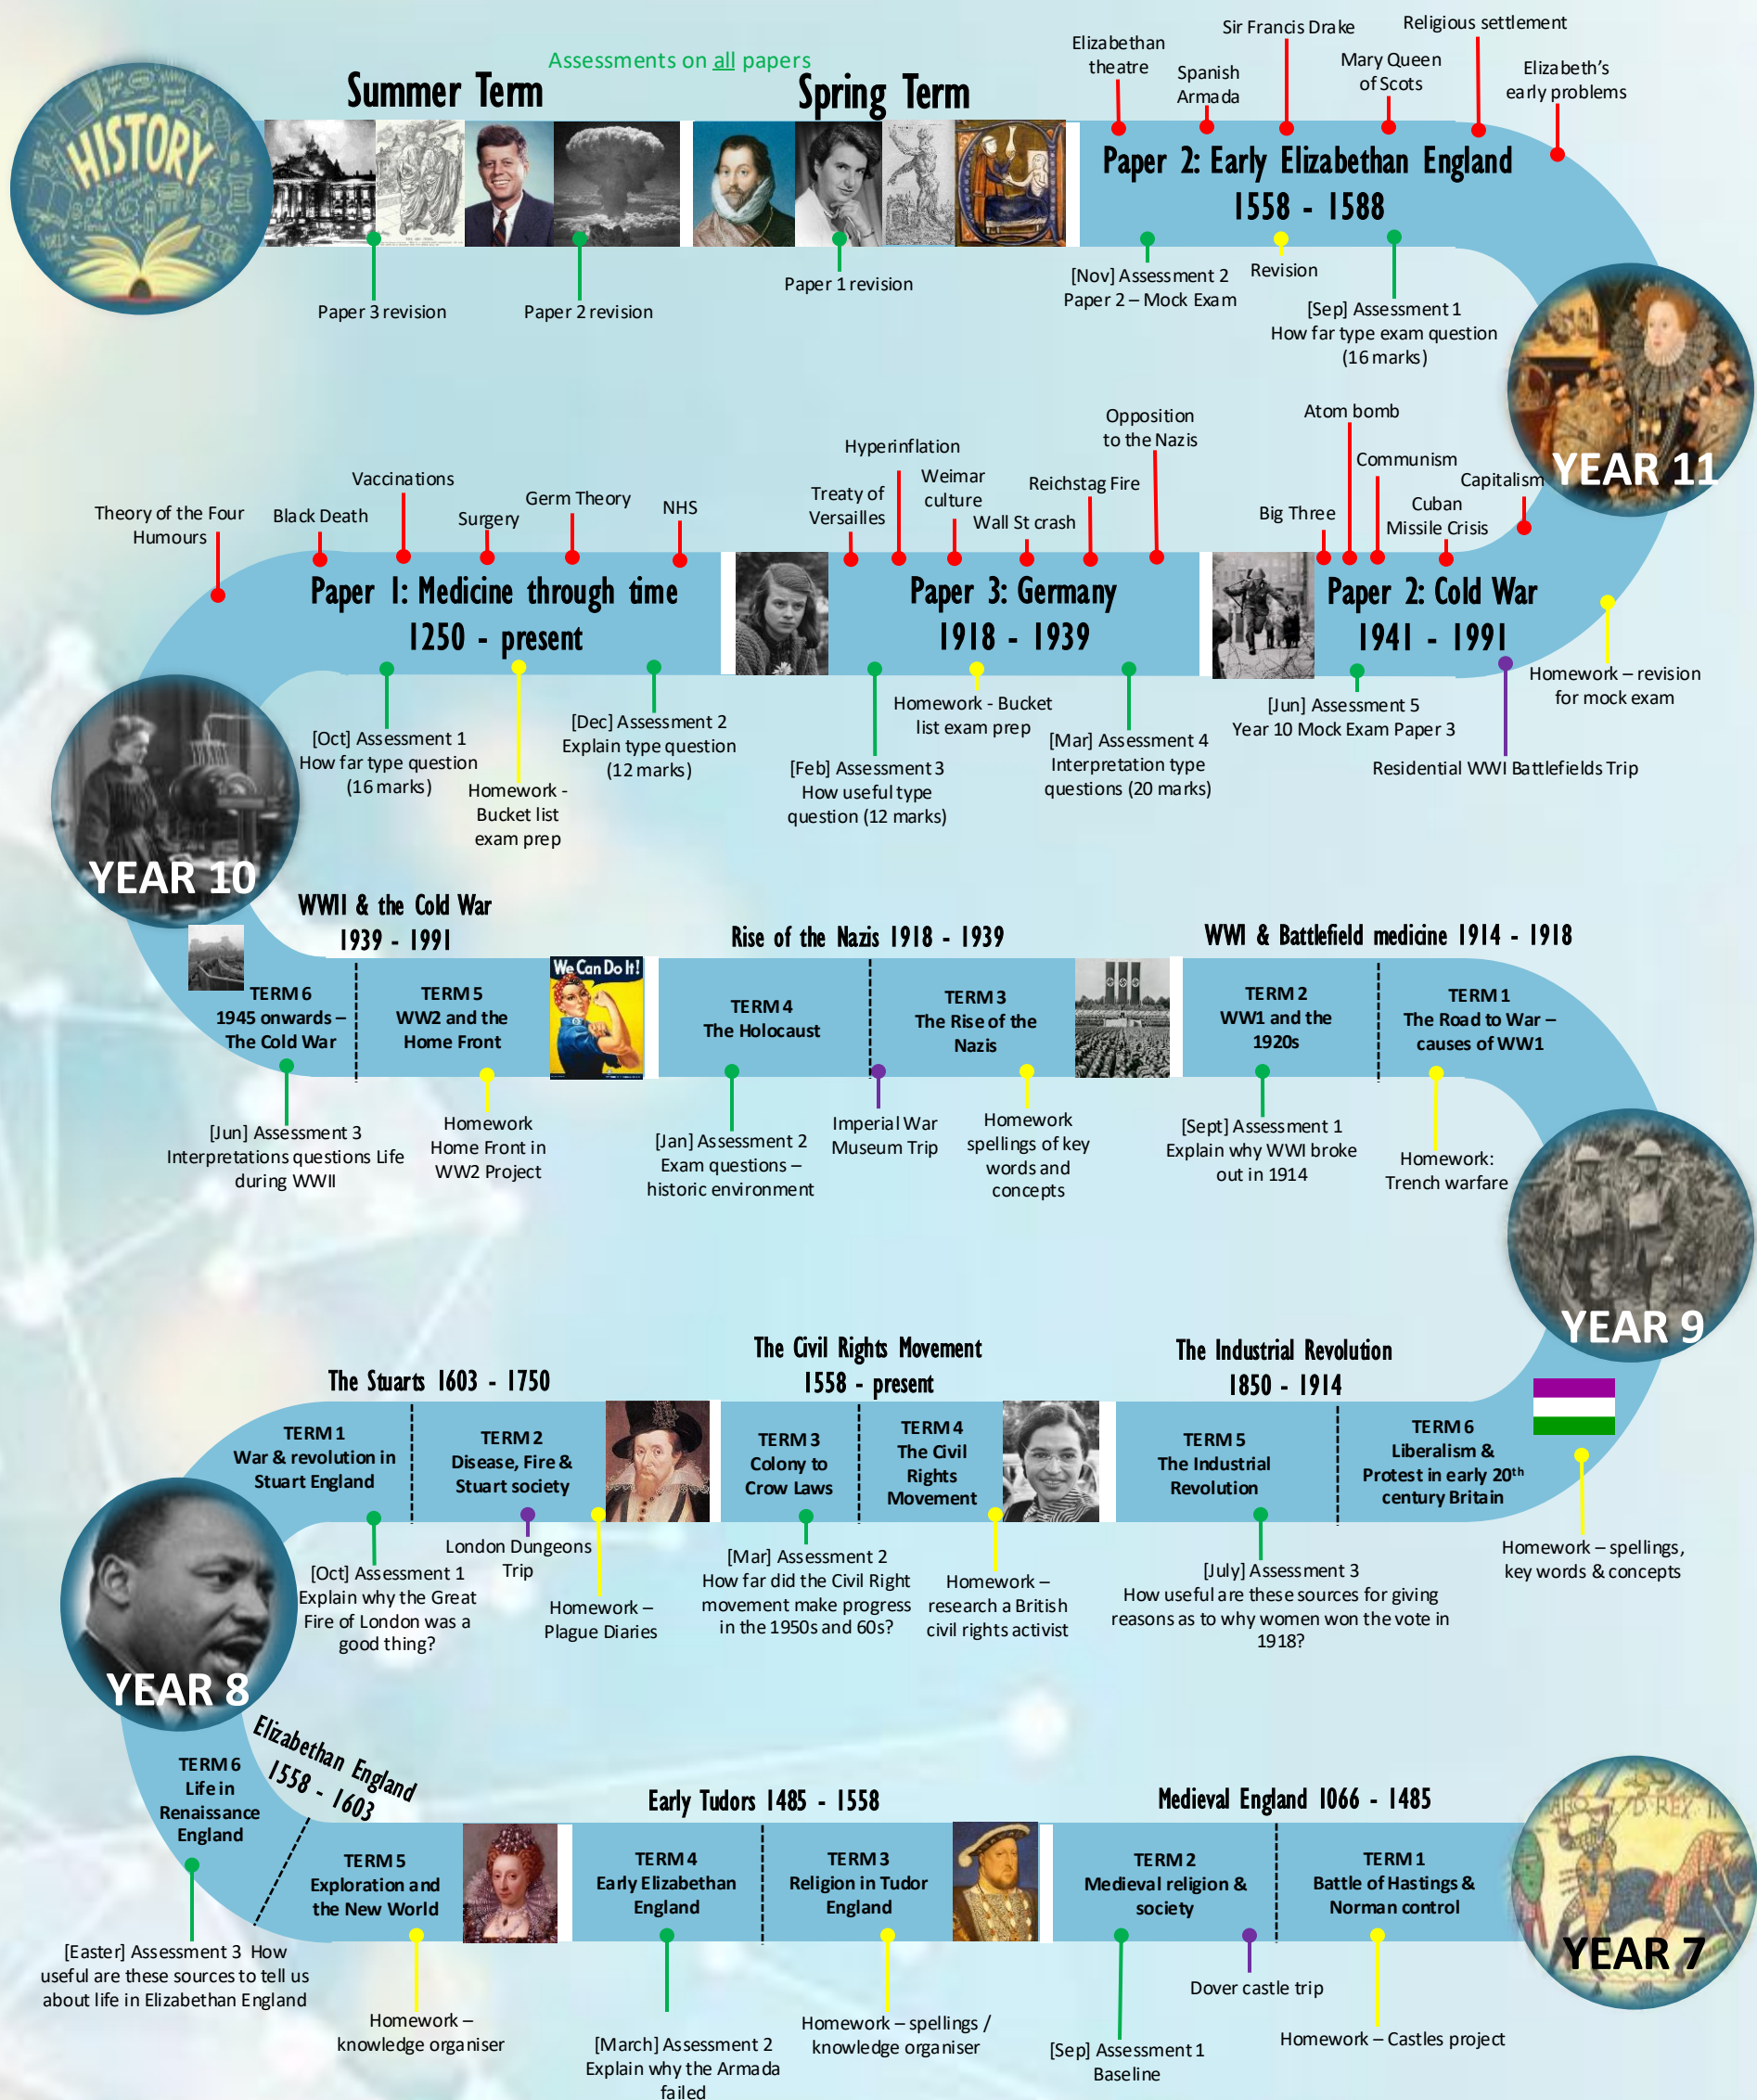 Assessments on all papers
Summer Term
Spring Term
Elizabethan
theatre
Spanish
Armada
Sir Francis Drake
Mary Queen
of Scots
Religious settlement
Elizabeth's
early problems
HISTORY
Paper 2: Early Elizabethan England
1558 - 1588
Paper 3 revision
Paper 2 revision
Paper 1 revision
[Nov] Assessment 2
Paper 2 – Mock Exam
Revision
[Sep] Assessment 1
How far type exam question
(16 marks)
YEAR 11
Theory of the Four
Humours
Black Death
Vaccinations
Surgery
Germ Theory
NHS
Treaty of
Versailles
Hyperinflation
Weimar
culture
Wall St crash
Reichstag Fire
Opposition
to the Nazis
Big Three
Atom bomb
Communism
Cuban
Missile Crisis
Capitalism
Paper 1: Medicine through time
1250 - present
Paper 3: Germany
1918 - 1939
Paper 2: Cold War
1941 - 1991
[Oct] Assessment 1
How far type question
(16 marks)
Homework -
Bucket list
exam prep
[Dec] Assessment 2
Explain type question
(12 marks)
[Feb] Assessment 3
How useful type
question (12 marks)
Homework - Bucket
list exam prep
[Mar] Assessment 4
Interpretation type
questions (20 marks)
[Jun] Assessment 5
Year 10 Mock Exam Paper 3
Residential WWI Battlefields Trip
Homework – revision
for mock exam
YEAR 10
WWII & the Cold War
1939 - 1991
Rise of the Nazis 1918 - 1939
WWI & Battlefield medicine 1914 - 1918
TERM 6
1945 onwards –
The Cold War
TERM 5
WW2 and the
Home Front
We Can Do It!
TERM 4
The Holocaust
TERM 3
The Rise of the
Nazis
TERM 2
WW1 and the
1920s
TERM 1
The Road to War –
causes of WW1
[Jun] Assessment 3
Interpretations questions Life
during WWII
Homework
Home Front in
WW2 Project
[Jan] Assessment 2
Exam questions –
historic environment
Imperial War
Museum Trip
Homework
spellings of key
words and
concepts
[Sept] Assessment 1
Explain why WWI broke
out in 1914
Homework:
Trench warfare
YEAR 9
The Stuarts 1603 - 1750
The Civil Rights Movement
1558 - present
The Industrial Revolution
1850 - 1914
TERM 1
War & revolution in
Stuart England
TERM 2
Disease, Fire &
Stuart society
TERM 3
Colony to
Crow Laws
TERM 4
The Civil
Rights
Movement
TERM 5
The Industrial
Revolution
TERM 6
Liberalism &
Protest in early 20th
century Britain
[Oct] Assessment 1
Explain why the Great
Fire of London was a
good thing?
London Dungeons
Trip
Homework –
Plague Diaries
[Mar] Assessment 2
How far did the Civil Right
movement make progress
in the 1950s and 60s?
Homework –
research a British
civil rights activist
[July] Assessment 3
How useful are these sources for giving
reasons as to why women won the vote in
1918?
Homework – spellings,
key words & concepts
YEAR 8
Elizabethan England
1558 - 1603
Early Tudors 1485 - 1558
Medieval England 1066 - 1485
TERM 6
Life in
Renaissance
England
TERM 5
Exploration and
the New World
TERM 4
Early Elizabethan
England
TERM 3
Religion in Tudor
England
TERM 2
Medieval religion &
society
TERM 1
Battle of Hastings &
Norman control
YEAR 7
[Easter] Assessment 3 How
useful are these sources to tell us
about life in Elizabethan England
Homework –
knowledge organiser
[March] Assessment 2
Explain why the Armada
failed
Homework – spellings /
knowledge organiser
[Sep] Assessment 1
Baseline
Dover castle trip
Homework – Castles project